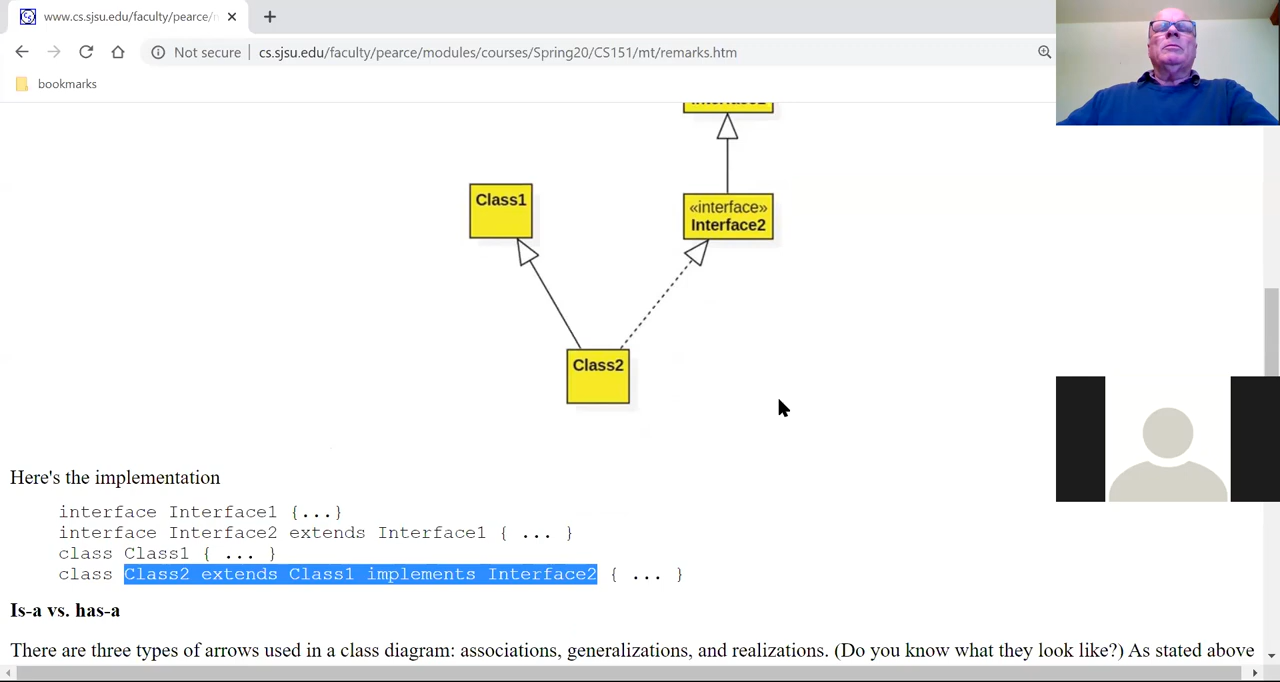 www.cs.sjsu.edu/faculty/pearce/
Not secure
cs.sjsu.edu/faculty/pearce/modules/courses/Spring20/CS151/mt/remarks.htm
bookmarks
Class1
«interface»
Interface2
Class2
Here's the implementation
interface Interface1 {...}
interface Interface2 extends Interface1 { ... }
class Class1 { ... }
class Class2 extends Class1 implements Interface2 { ... }
Is-a vs. has-a
There are three types of arrows used in a class diagram: associations, generalizations, and realizations. (Do you know what they look like?) As stated above